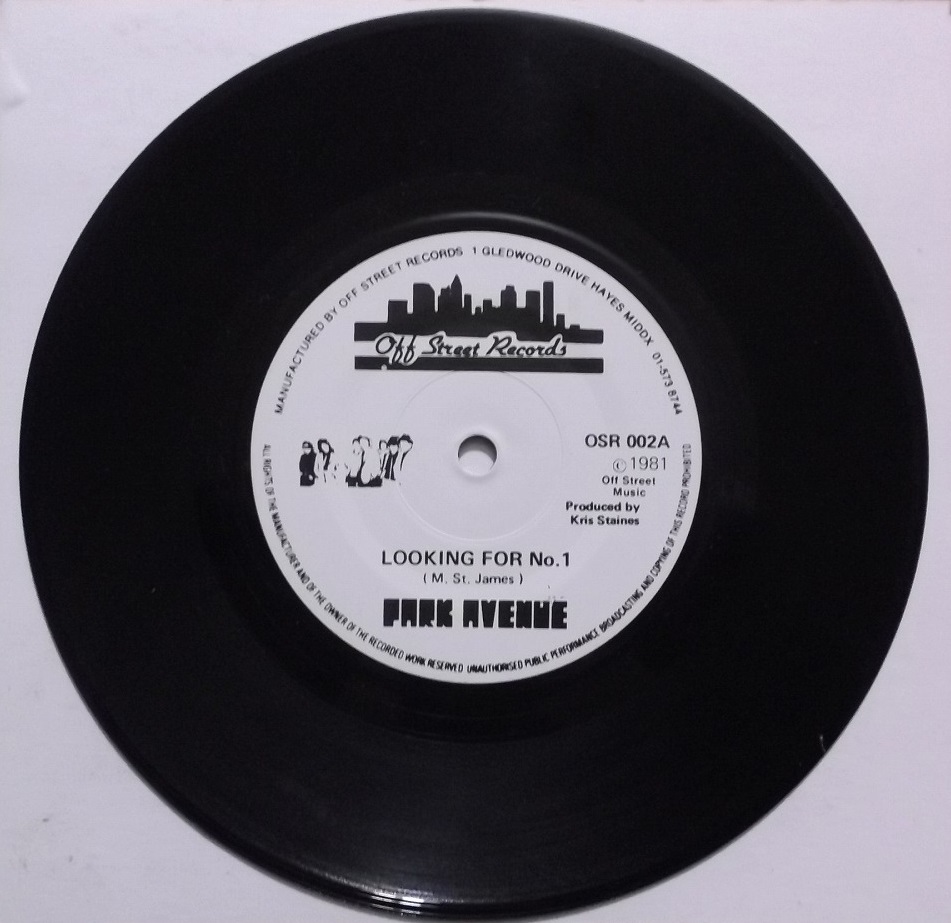 MANUFACTURED BY OFF STREET RECORDS 1 GLEDWOOD DRIVE HAYES MIDDX 01-573 8744
Off Street Records
OSR 002A
© 1981
Off Street
Music
Produced by
Kris Staines
LOOKING FOR No.1
( M. St. James )
PARK AVENUE
ALL RIGHTS OF THE MANUFACTURER AND OF THE OWNER OF THE RECORDED WORK RESERVED UNAUTHORISED PUBLIC PERFORMANCE BROADCASTING AND COPYING OF THIS RECORD PROHIBITED